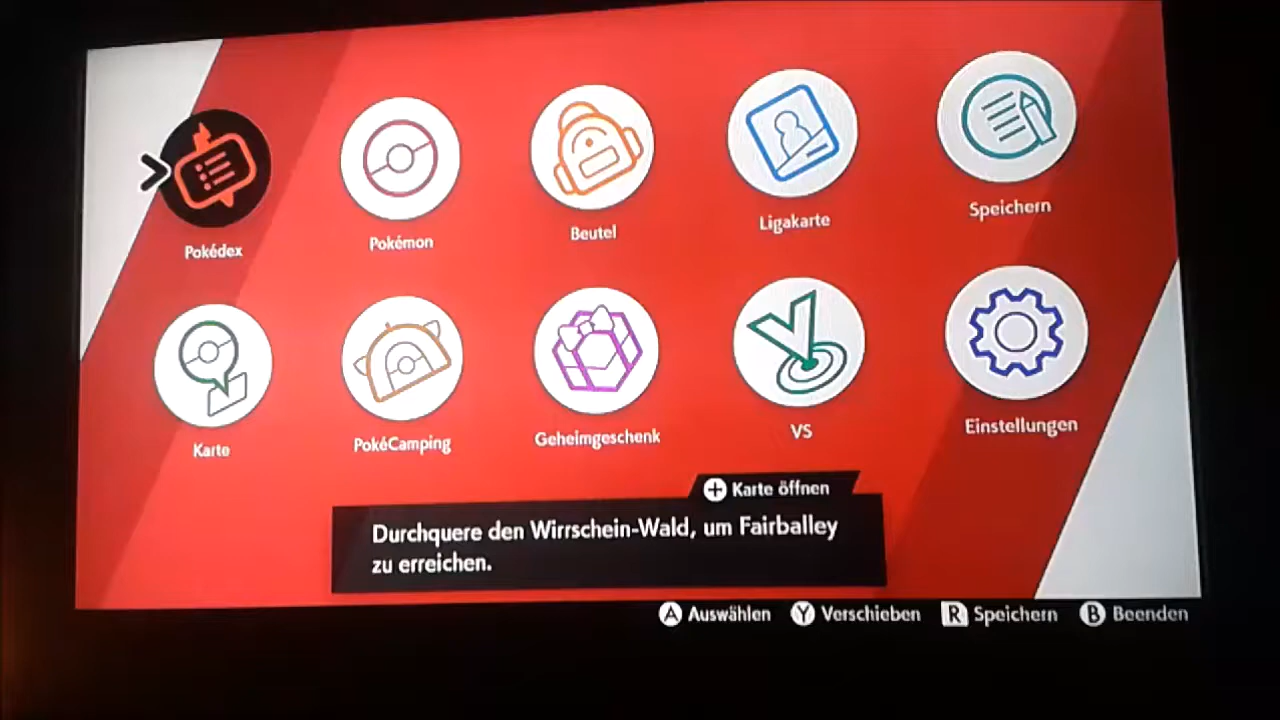 Pokédex
Pokémon
Beutel
Ligakarte
Speichern
Karte
PokéCamping
Geheimgeschenk
VS
Einstellungen
+ Karte öffnen
Durchquere den Wirrschein-Wald, um Fairballey
zu erreichen.
A Auswählen Y Verschieben R Speichern B Beenden